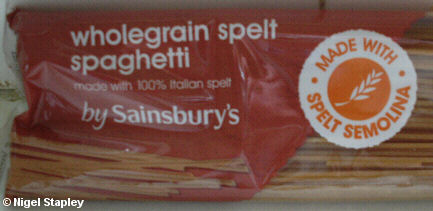 wholegrain spelt
spaghetti
made with 100% Italian spelt
by Sainsbury's
MADE WITH
SPELT SEMOLINA
© Nigel Stapley